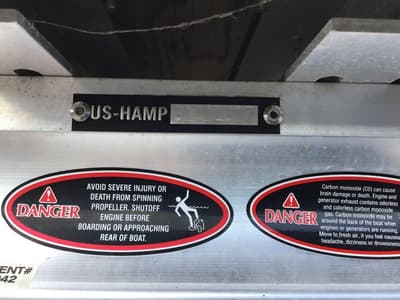 US-HAMP
DANGER
AVOID SEVERE INJURY OR
DEATH FROM SPINNING
PROPELLER. SHUTOFF
ENGINE BEFORE
BOARDING OR APPROACHING
REAR OF BOAT.
DANGER
Carbon monoxide (CO) can cause
brain damage or death. Engine and
generator exhaust contains odorless
and colorless carbon monoxide
gas. Carbon monoxide may be
around the back of the boat when
engines or generators are running.
Move to fresh air, if you feel nausea,
headache, dizziness or
ENT#
042